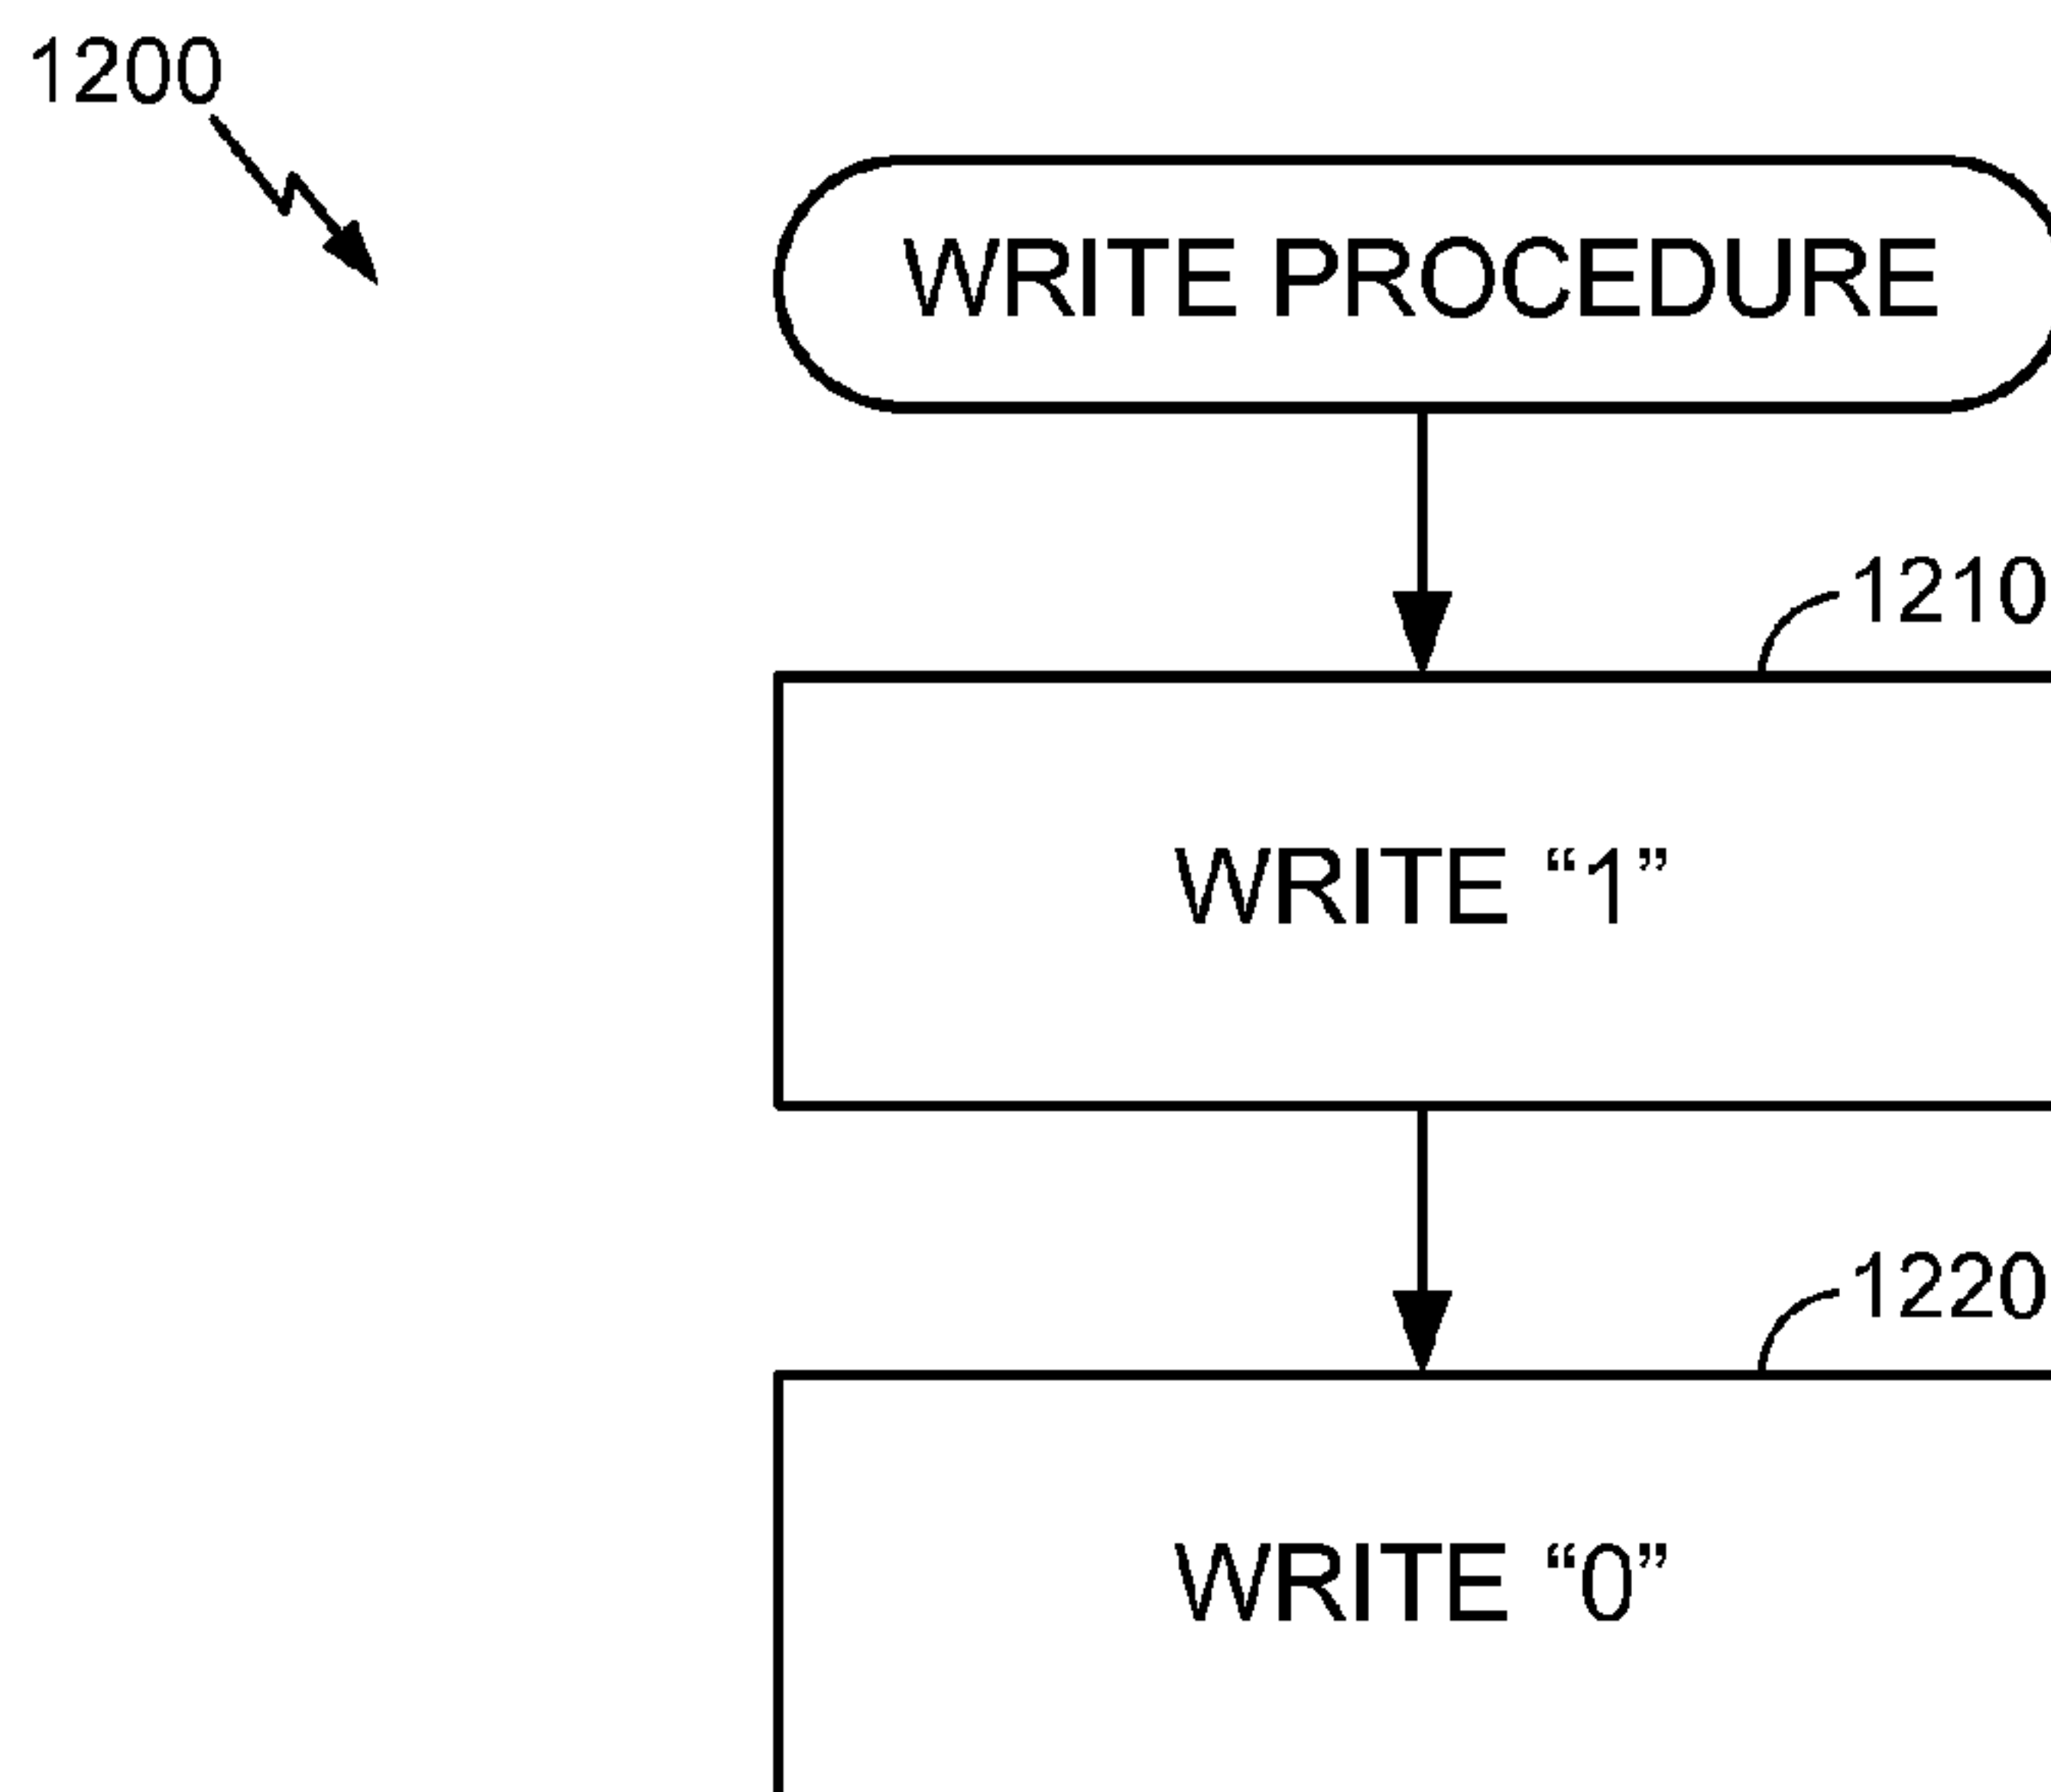 1200
WRITE PROCEDURE
1210
WRITE “1”
1220
WRITE “0”